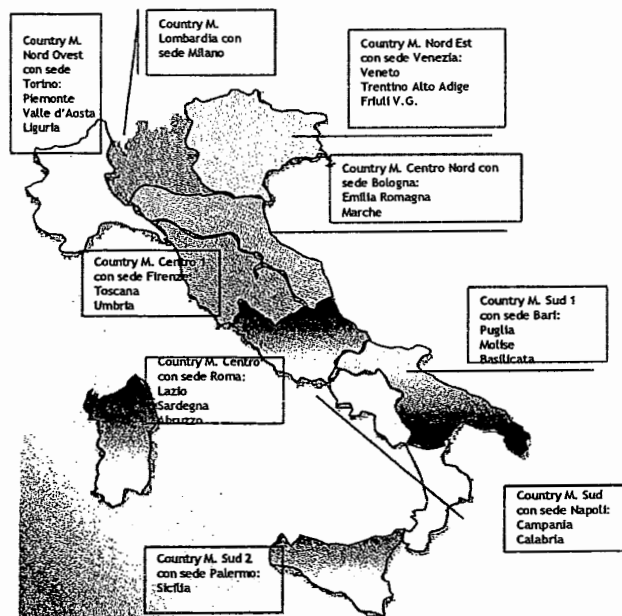 Country M.
Nord Ovest
con sede
Torino:
Piemonte
Valle d'Aosta
Liguria
Country M.
Lombardia con
sede Milano
Country M. Nord Est
con sede Venezia:
Veneto
Trentino Alto Adige
Friuli V.G.
Country M. Centro Nord con
sede Bologna:
Emilia Romagna
Marche
Country M. Centro 1
con sede Firenze:
Toscana
Umbria
Country M. Sud 1
con sede Bari:
Puglia
Molise
Basilicata
Country M. Centro
con sede Roma:
Lazio
Sardegna
Abruzzo
Country M. Sud
con sede Napoli:
Campania
Calabria
Country M. Sud 2
con sede Palermo:
Sicilia